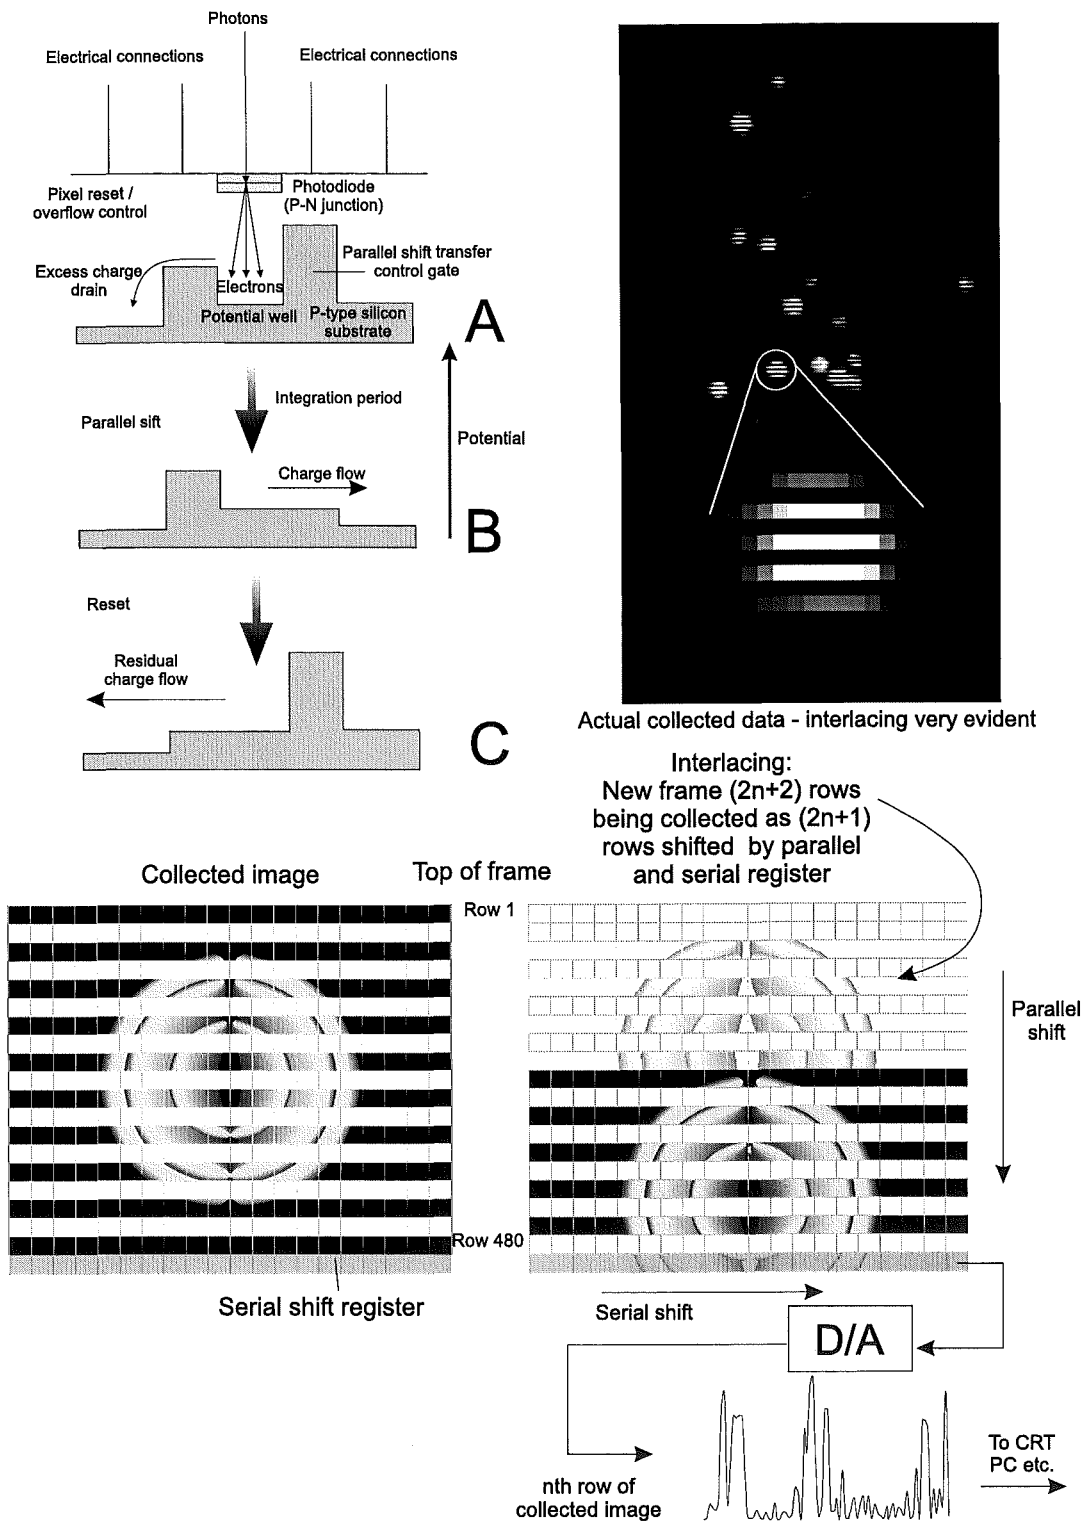 Photons
Electrical connections
Electrical connections
Pixel reset /
overflow control
Photodiode
(P-N junction)
Excess charge
drain
Parallel shift transfer
control gate
Electrons
Potential well
P-type silicon
substrate
A
Integration period
Parallel sift
Potential
Charge flow
B
Reset
Residual
charge flow
C
Actual collected data - interlacing very evident
Interlacing:
New frame (2n+2) rows
being collected as (2n+1)
rows shifted by parallel
and serial register
Collected image
Top of frame
Row 1
Parallel
shift
Row 480
Serial shift register
Serial shift
D/A
nth row of
collected image
To CRT
PC etc.